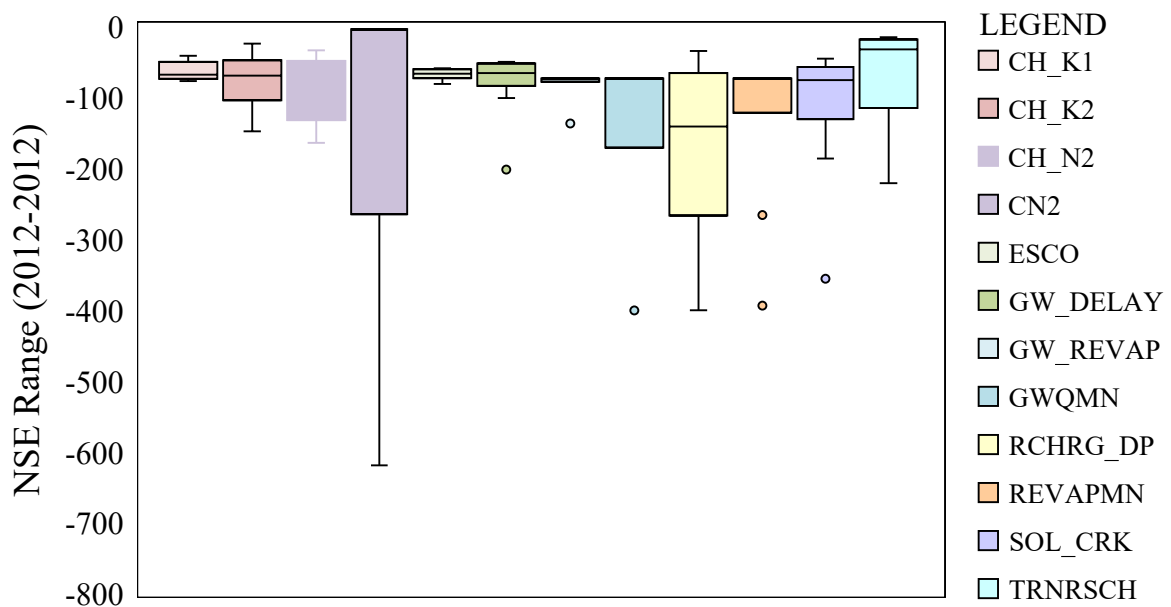 0
-100
-200
-300
-400
-500
-600
-700
-800
NSE Range (2012-2012)
LEGEND
CH_K1
CH_K2
CH_N2
CN2
ESCO
GW_DELAY
GW_REVAP
GWQMN
RCHRG_DP
REVAPMN
SOL_CRK
TRNRSCH